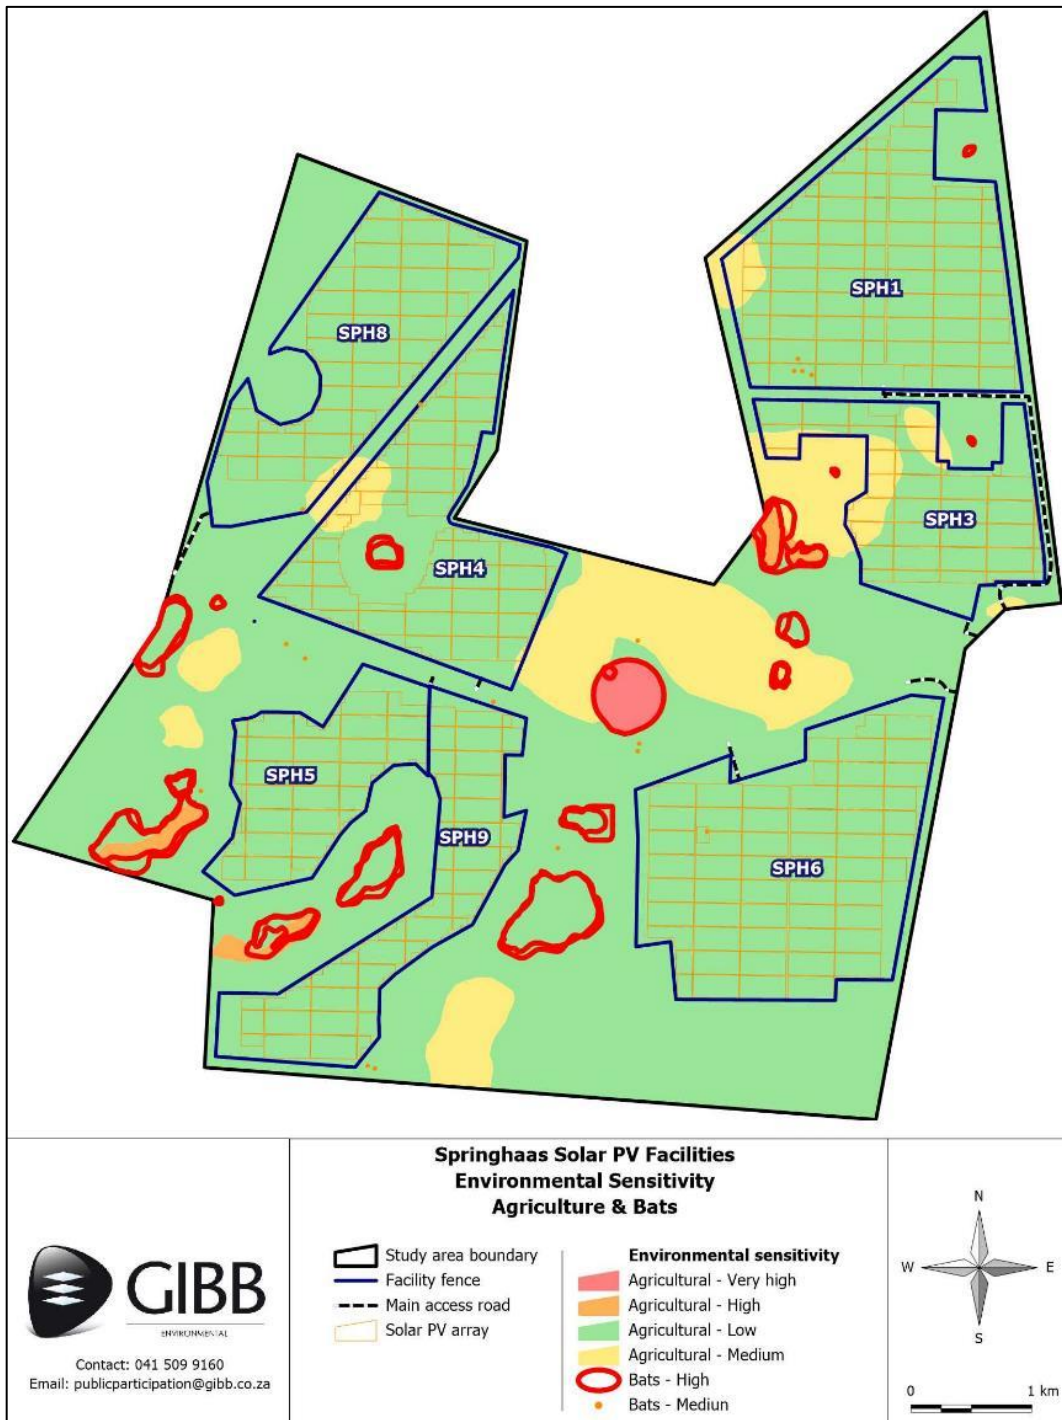 SPH1
SPH8
SPH3
SPH4
SPH5
SPH9
SPH6
Springhaas Solar PV Facilities
Environmental Sensitivity
Agriculture & Bats
Study area boundary
Facility fence
Main access road
Solar PV array
Environmental sensitivity
Agricultural - Very high
Agricultural - High
Agricultural - Low
Agricultural - Medium
Bats - High
Bats - Mediun
GIBB
ENVIRONMENTAL
Contact: 041 509 9160
Email: publicparticipation@gibb.co.za
N
W
E
S
0 1 km